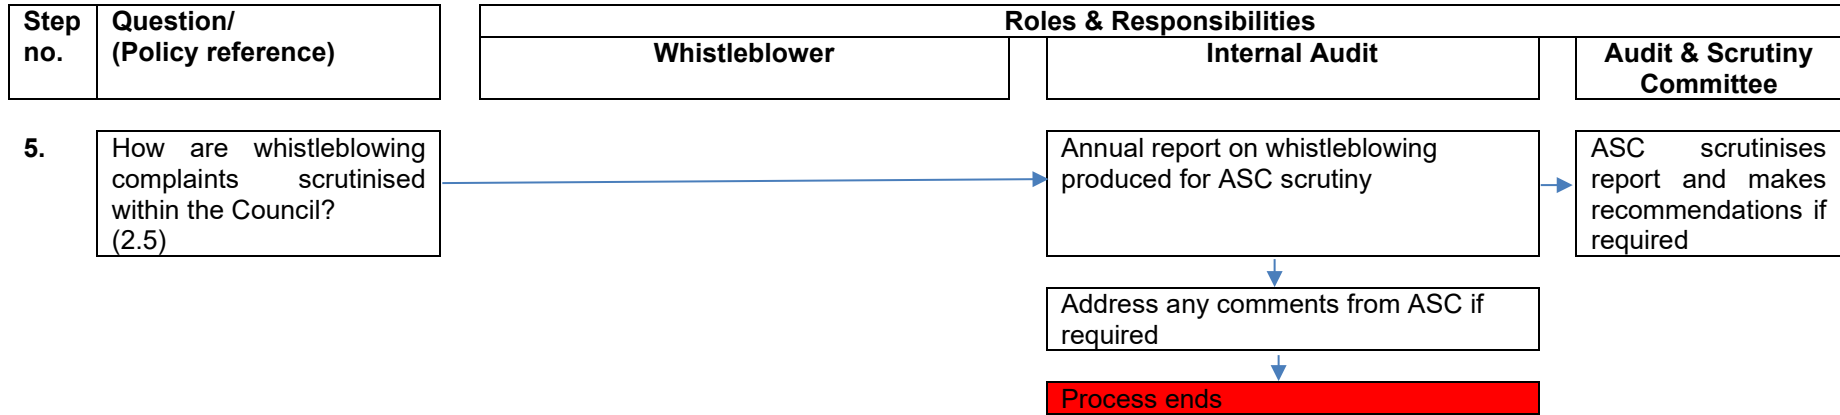 Step no.
Question/
(Policy reference)
Roles & Responsibilities
Whistleblower
Internal Audit
Audit & Scrutiny
Committee
5.
How are whistleblowing
complaints scrutinised
within the Council?
(2.5)
Annual report on whistleblowing
produced for ASC scrutiny
ASC scrutinises
report and makes
recommendations if
required
Address any comments from ASC if
required
Process ends